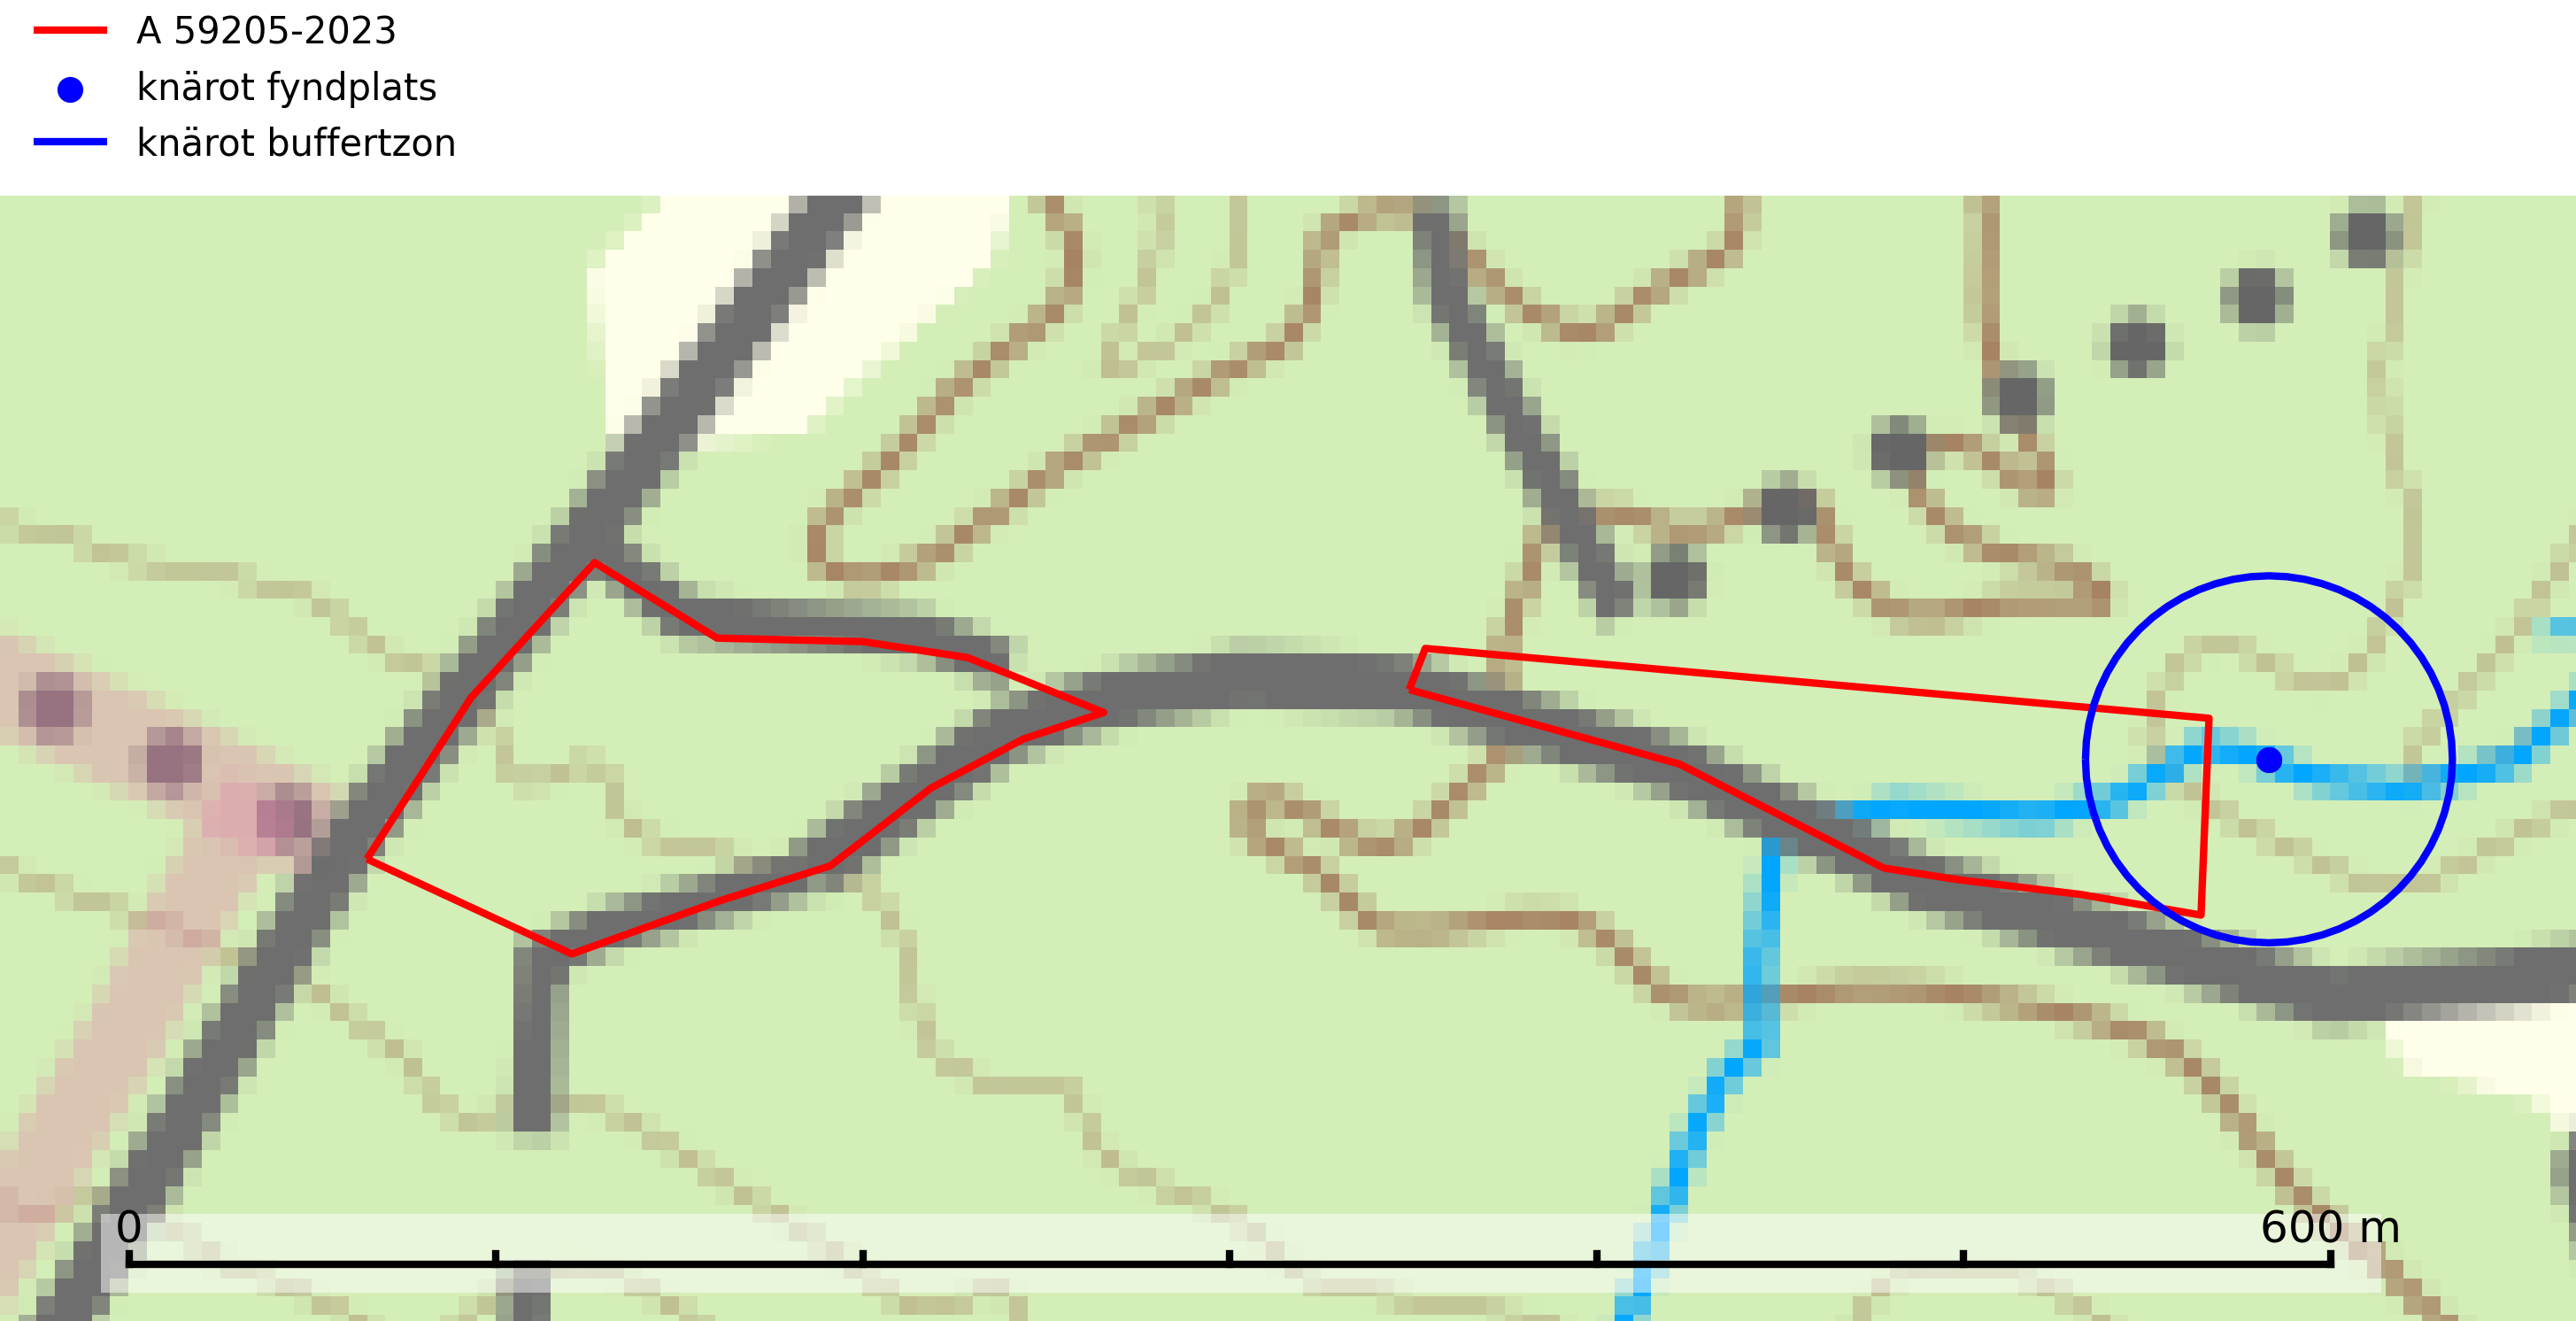 A 59205-2023
knärot fyndplats
knärot buffertzon
0
600 m